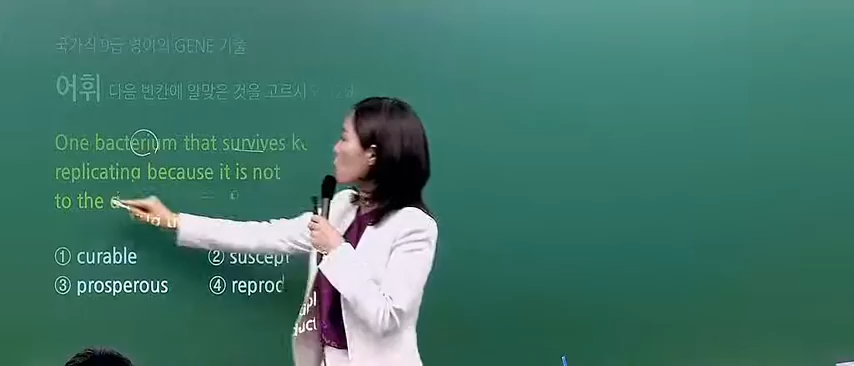 국가직 9급 영어의 GENE 기출
어휘 다음 빈칸에 알맞은 것을 고르시
One bacterium that survives
replicating because it is not
to the
① curable ②
③ prosperous ④